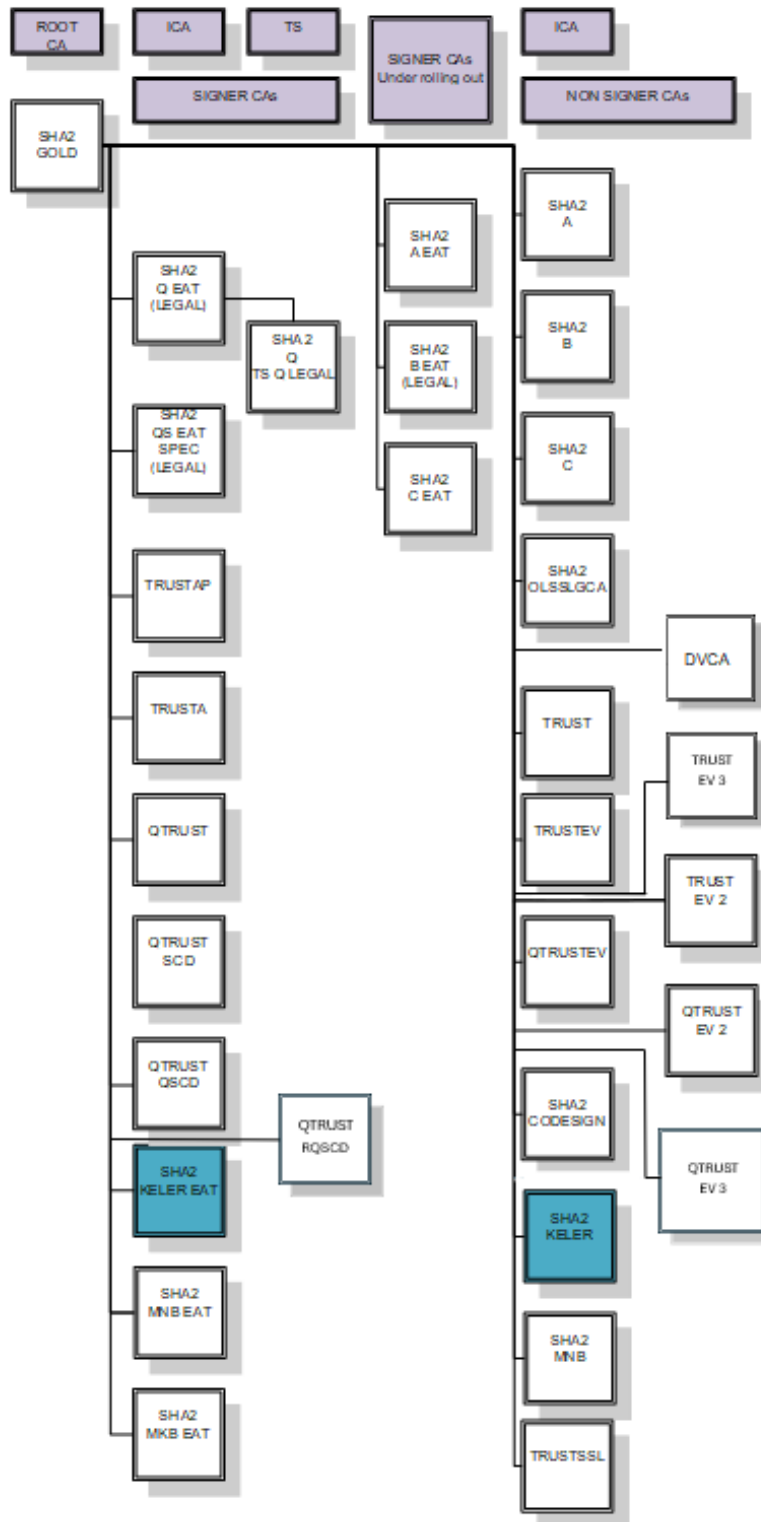 ROOT
CA
ICA
TS
SIGNER CAs
Under rolling out
ICA
SIGNER CAs
NON SIGNER CAs
SHA2
GOLD
SHA2
Q EAT
(LEGAL)
SHA2
Q
TS Q LEGAL
SHA2
QS EAT
SPEC
(LEGAL)
TRUSTAP
TRUSTA
QTRUST
QTRUST
SCD
QTRUST
QSCD
QTRUST
RQSCD
SHA2
KELER EAT
SHA2
MNB EAT
SHA2
MKB EAT
SHA2
A EAT
SHA2
B EAT
(LEGAL)
SHA2
C EAT
SHA2
A
SHA2
B
SHA2
C
SHA2
OLSSLGCA
DVCA
TRUST
TRUST
EV 3
TRUSTEV
TRUST
EV 2
QTRUSTEV
QTRUST
EV 2
SHA2
CODESIGN
QTRUST
EV 3
SHA2
KELER
SHA2
MNB
TRUSTSSL